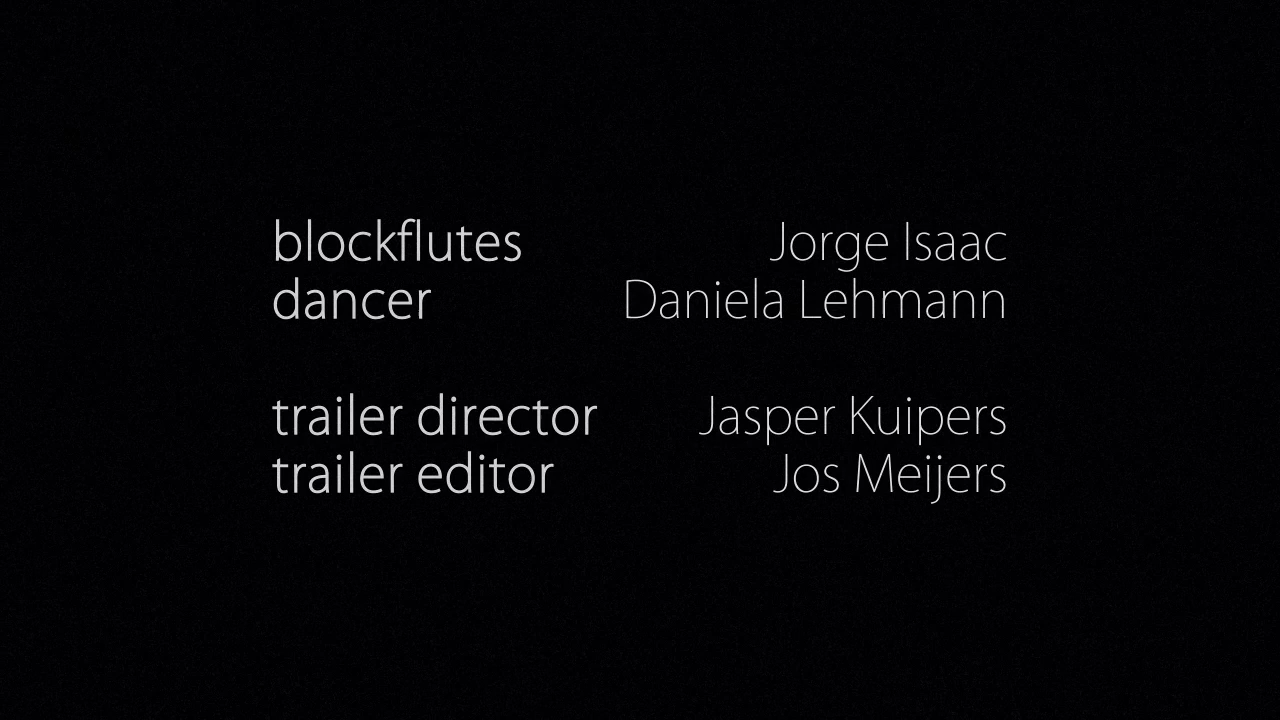 blockflutes Jorge Isaac
dancer Daniela Lehmann
trailer director Jasper Kuipers
trailer editor Jos Meijers